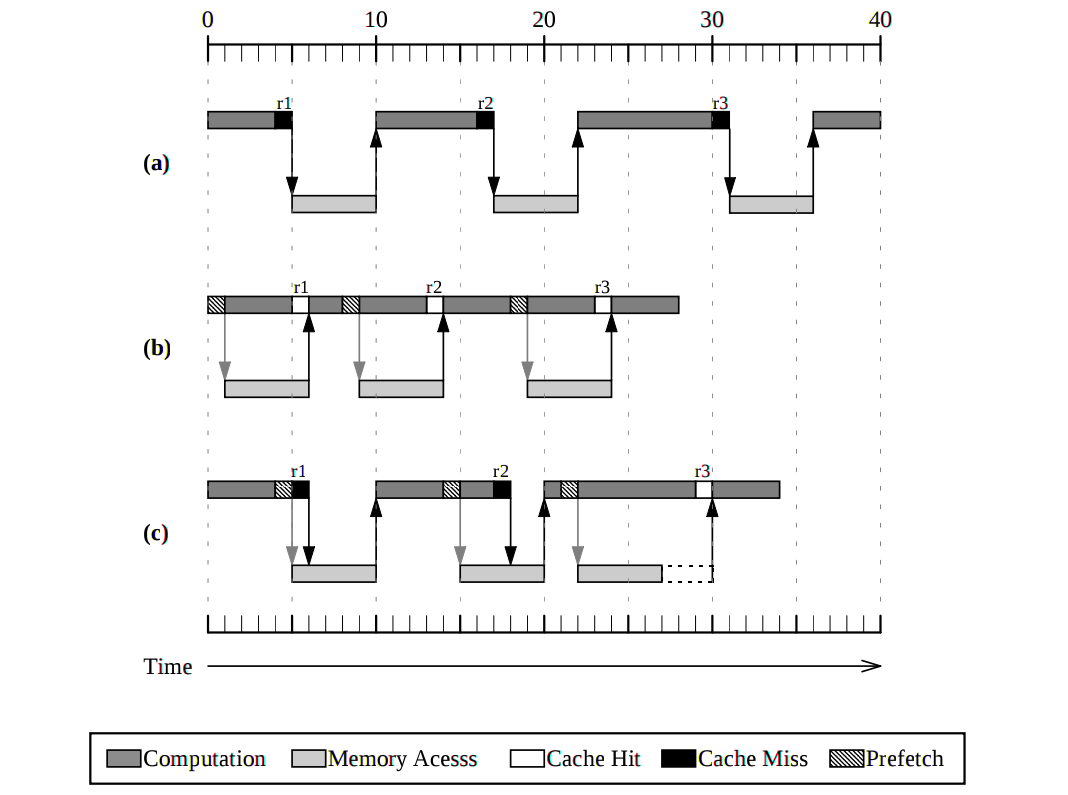 0 10 20 30 40
r1 r2 r3
(a)
r1 r2 r3
(b)
r1 r2 r3
(c)
Time
Computation Memory Acesss Cache Hit Cache Miss Prefetch